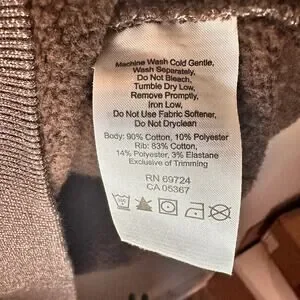 Machine Wash Cold Gentle,
Wash Separately,
Do Not Bleach,
Tumble Dry Low,
Remove Promptly,
Iron Low,
Do Not Use Fabric Softener,
Do Not Dryclean
Body: 90% Cotton, 10% Polyester
Rib: 83% Cotton,
14% Polyester, 3% Elastane
Exclusive of Trimming
RN 69724
CA 05367